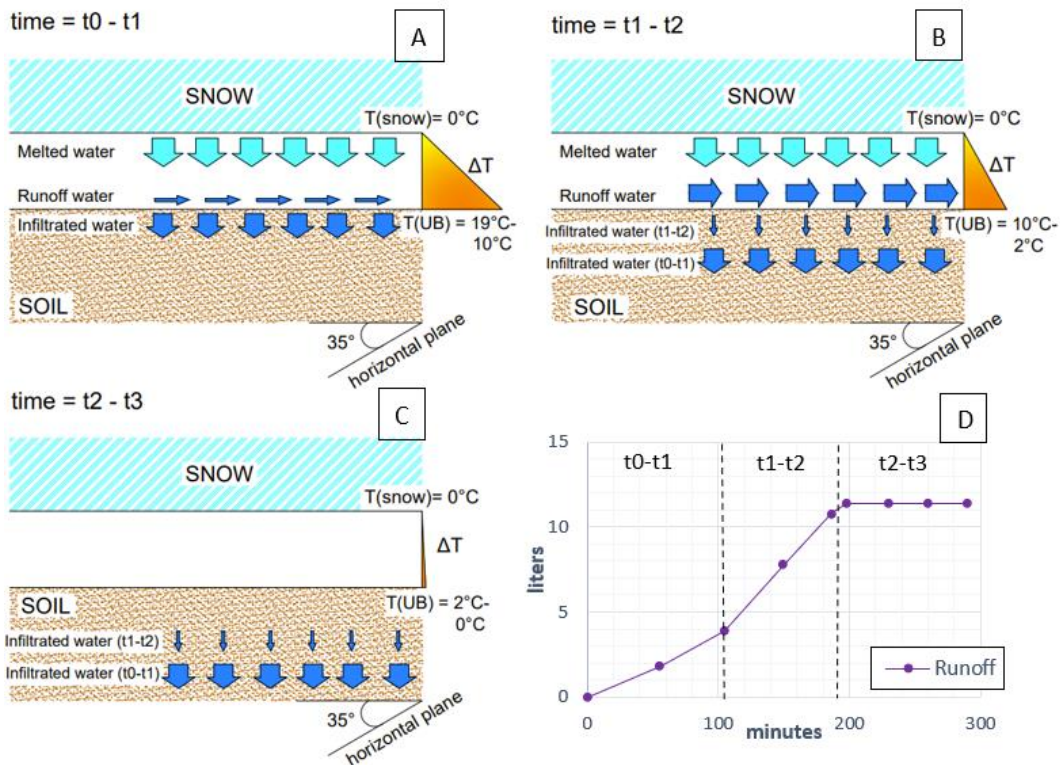 time = t0 - t1
A
SNOW
T(snow)= 0°C
Melted water
ΔT
Runoff water
Infiltrated water
T(UB) = 19°C-
10°C
SOIL
35°
horizontal plane
time = t1 - t2
B
SNOW
T(snow)= 0°C
Melted water
ΔT
Runoff water
Infiltrated water (t1-t2)
T(UB) = 10°C-
2°C
Infiltrated water (t0-t1)
SOIL
35°
horizontal plane
time = t2 - t3
C
SNOW
T(snow)= 0°C
ΔT
SOIL
T(UB) = 2°C-
0°C
Infiltrated water (t1-t2)
Infiltrated water (t0-t1)
35°
horizontal plane
D
15
t0-t1 t1-t2 t2-t3
10
liters
5
Runoff
0
0 100 200 300
minutes